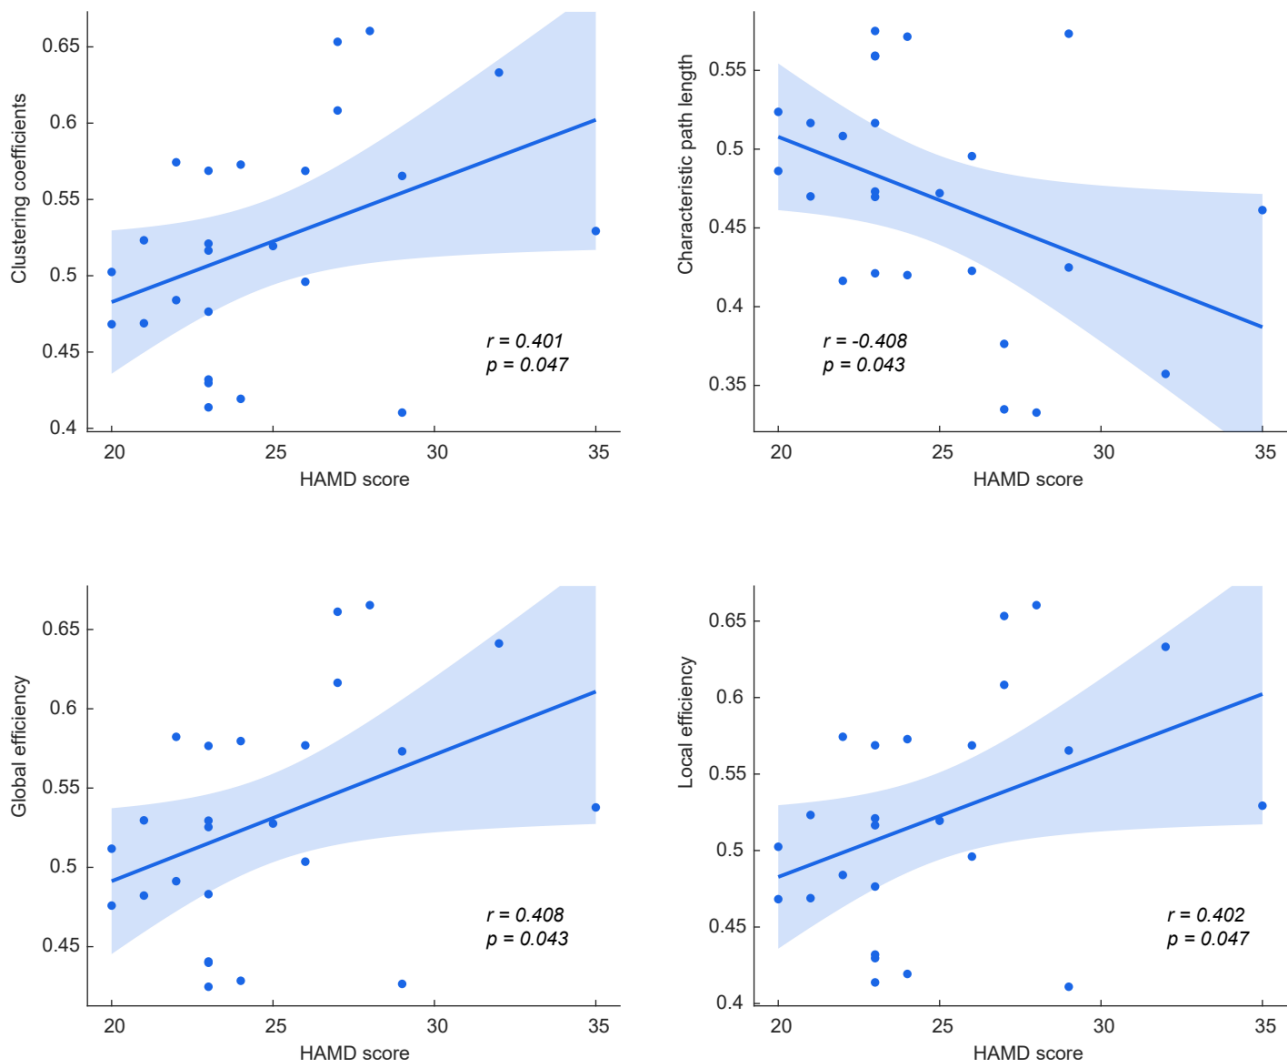 Clustering coefficients
0.65
0.6
0.55
0.5
0.45
0.4
r = 0.401
p = 0.047
20
25
30
35
HAMD score
Characteristic path length
0.55
0.5
0.45
0.4
0.35
r = -0.408
p = 0.043
20
25
30
35
HAMD score
Global efficiency
0.65
0.6
0.55
0.5
0.45
r = 0.408
p = 0.043
20
25
30
35
HAMD score
Local efficiency
0.65
0.6
0.55
0.5
0.45
0.4
r = 0.402
p = 0.047
20
25
30
35
HAMD score